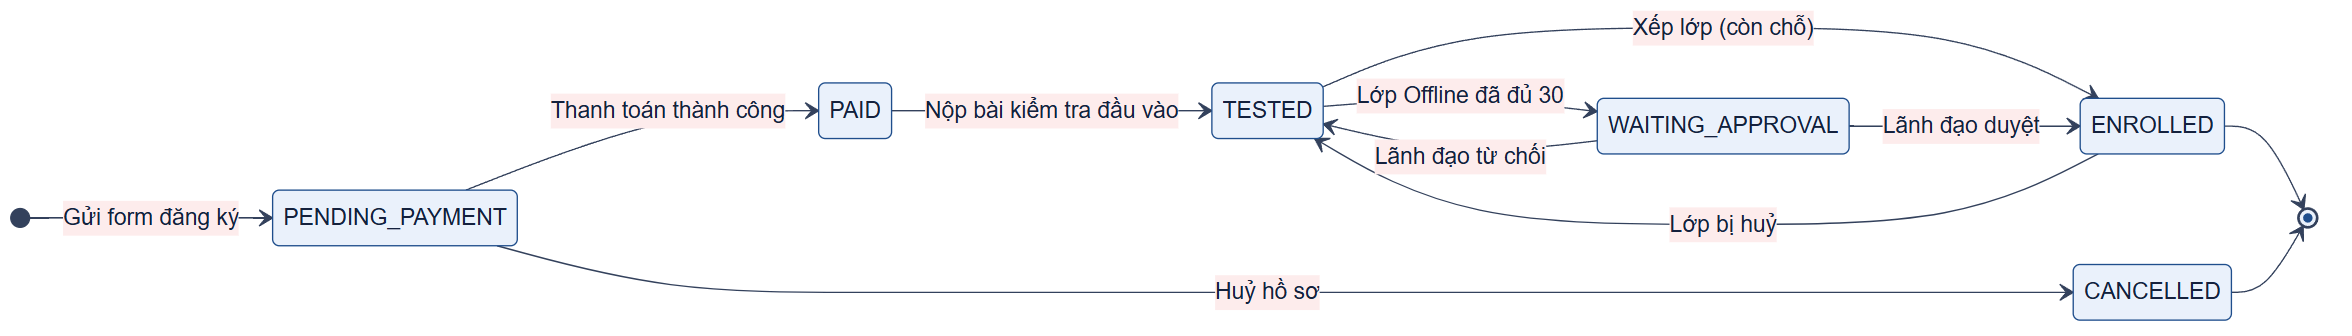 Gửi form đăng ký
PENDING_PAYMENT
Thanh toán thành công
PAID
Nộp bài kiểm tra đầu vào
TESTED
Xếp lớp (còn chỗ)
Lớp Offline đã đủ 30
WAITING_APPROVAL
Lãnh đạo duyệt
ENROLLED
Lãnh đạo từ chối
Lớp bị huỷ
Huỷ hồ sơ
CANCELLED